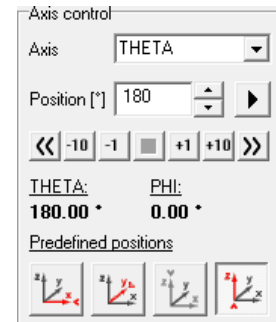 Axis control
Axis THETA
Position [°] 180
-10 -1 +1 +10
THETA: PHI:
180.00 ° 0.00 °
Predefined positions
z y x z y x z y x z y x